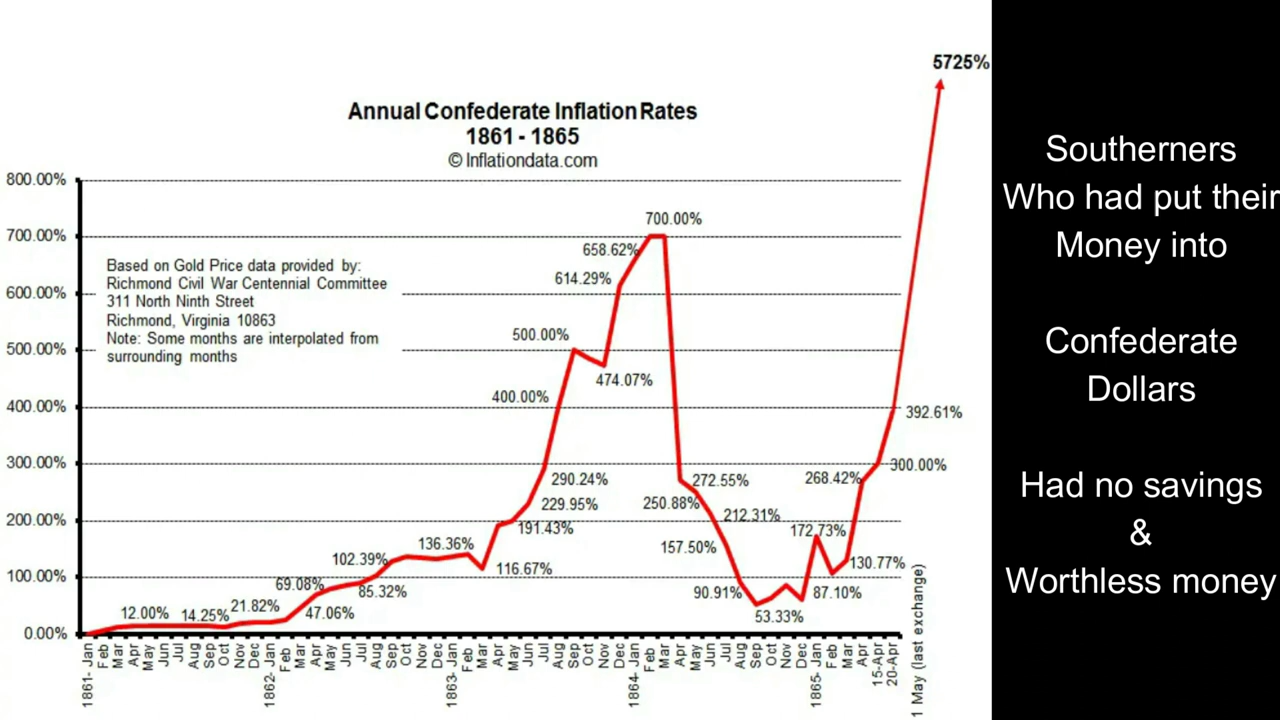 5725%
Annual Confederate Inflation Rates
1861 - 1865
© Inflationdata.com
800.00%
700.00%
600.00%
500.00%
400.00%
300.00%
200.00%
100.00%
0.00%
Based on Gold Price data provided by:
Richmond Civil War Centennial Committee
311 North Ninth Street
Richmond, Virginia 10863
Note: Some months are interpolated from
surrounding months
12.00%
14.25%
21.82%
69.08%
47.06%
102.39%
85.32%
136.36%
116.67%
191.43%
229.95%
290.24%
400.00%
500.00%
474.07%
614.29%
658.62%
700.00%
272.55%
250.88%
212.31%
157.50%
90.91%
53.33%
172.73%
87.10%
130.77%
268.42%
300.00%
392.61%
1861- Jan
Feb
Mar
Apr
May
Jun
Jul
Aug
Sep
Oct
Nov
Dec
1862- Jan
Feb
Mar
Apr
May
Jun
Jul
Aug
Sep
Oct
Nov
Dec
1863- Jan
Feb
Mar
Apr
May
Jun
Jul
Aug
Sep
Oct
Nov
Dec
1864- Jan
Feb
Mar
Apr
May
Jun
Jul
Aug
Sep
Oct
Nov
Dec
1865- Jan
Feb
Mar
Apr
15-Apr
20-Apr
1 May (last exchange)
Southerners
Who had put their
Money into
Confederate
Dollars
Had no savings
&
Worthless money